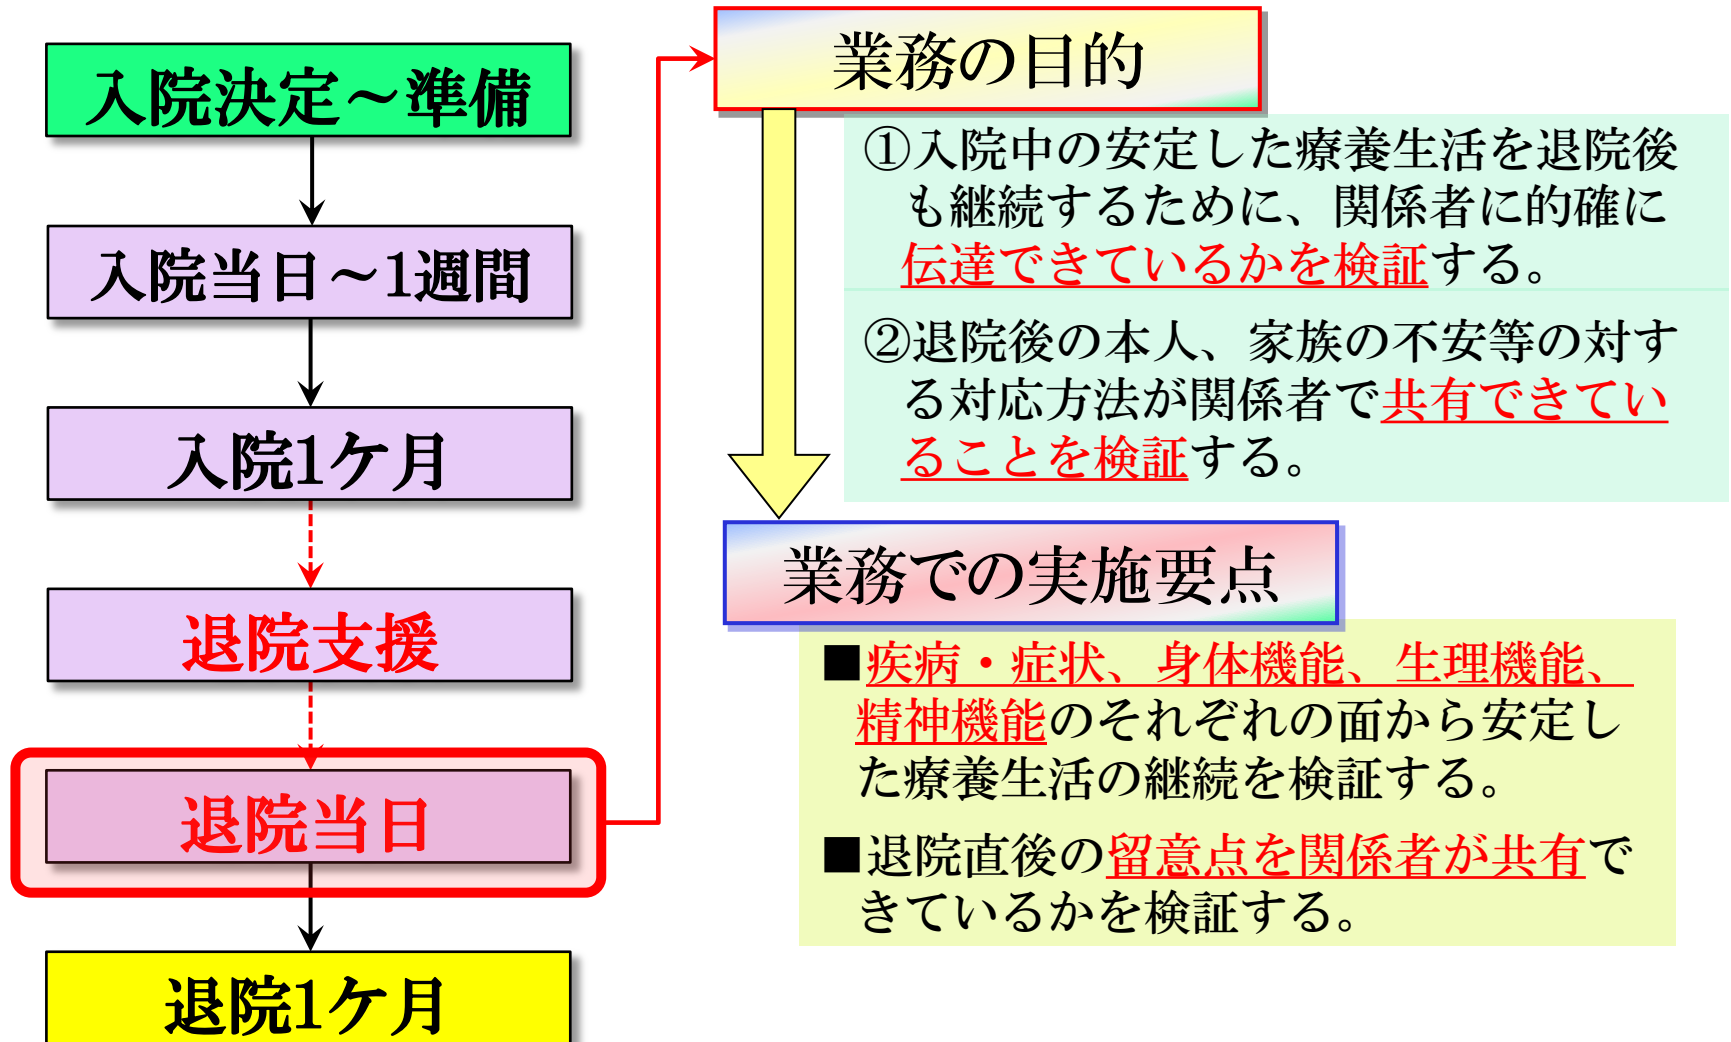 入院決定～準備
入院当日～1週間
入院1ケ月
退院支援
退院当日
退院1ケ月
業務の目的
①入院中の安定した療養生活を退院後
も継続するために、関係者に的確に
伝達できているかを検証する。
②退院後の本人、家族の不安等の対す
る対応方法が関係者で共有できてい
ることを検証する。
業務での実施要点
■疾病・症状、身体機能、生理機能、
精神機能のそれぞれの面から安定し
た療養生活の継続を検証する。
■退院直後の留意点を関係者が共有で
きているかを検証する。